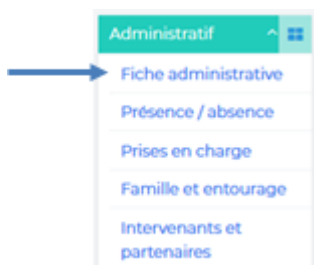 Administratif
Fiche administrative
Présence / absence
Prises en charge
Famille et entourage
Intervenants et
partenaires